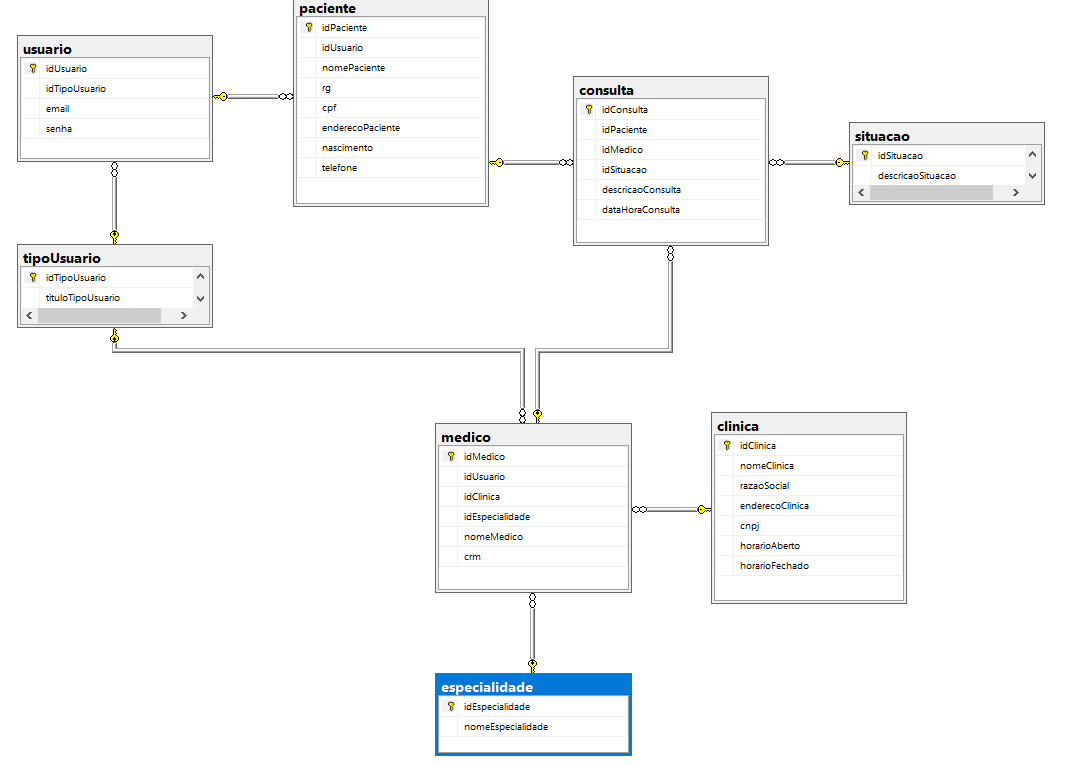 usuario
idUsuario
idTipoUsuario
email
senha
paciente
idPaciente
idUsuario
nomePaciente
rg
cpf
enderecoPaciente
nascimento
telefone
consulta
idConsulta
idPaciente
idMedico
idSituacao
descricaoConsulta
dataHoraConsulta
situacao
idSituacao
descricaoSituacao
tipoUsuario
idTipoUsuario
tituloTipoUsuario
medico
idMedico
idUsuario
idClinica
idEspecialidade
nomeMedico
crm
clinica
idClinica
nomeClinica
razaoSocial
enderecoClinica
cnpj
horarioAberto
horarioFechado
especialidade
idEspecialidade
nomeEspecialidade